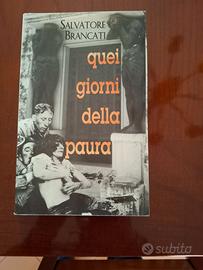 SALVATORE
BRANCATI
quei
giorni
della
paura
subito